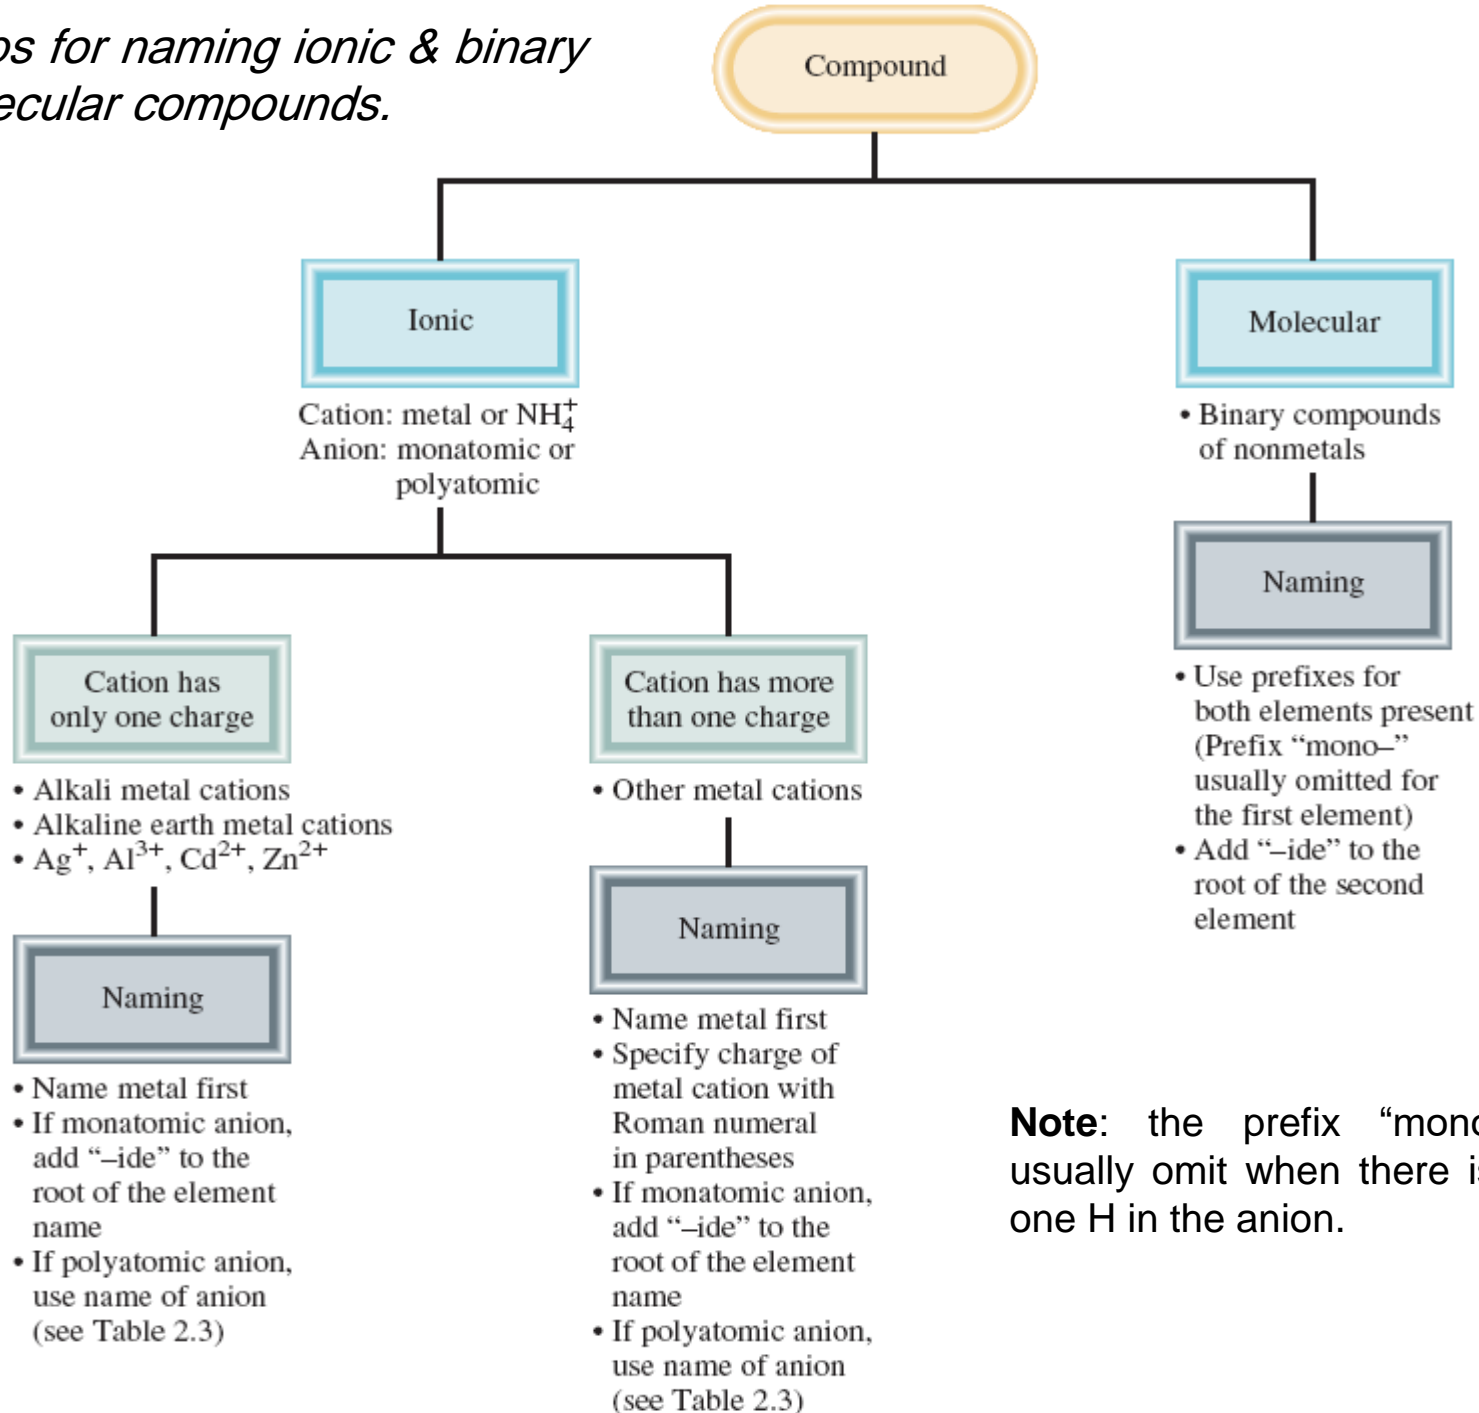 for naming ionic & binary
compounds.
Compound
Ionic
Cation: metal or NH₄⁺
Anion: monatomic or
polyatomic
Cation has
only one charge
• Alkali metal cations
• Alkaline earth metal cations
• Ag⁺, Al³⁺, Cd²⁺, Zn²⁺
Naming
• Name metal first
• If monatomic anion,
add “–ide” to the
root of the element
name
• If polyatomic anion,
use name of anion
(see Table 2.3)
Cation has more
than one charge
• Other metal cations
Naming
• Name metal first
• Specify charge of
metal cation with
Roman numeral
in parentheses
• If monatomic anion,
add “–ide” to the
root of the element
name
• If polyatomic anion,
use name of anion
(see Table 2.3)
Molecular
• Binary compounds
of nonmetals
Naming
• Use prefixes for
both elements present
(Prefix “mono–”
usually omitted for
the first element)
• Add “–ide” to the
root of the second
element
Note: the prefix “mono
usually omit when there is
one H in the anion.